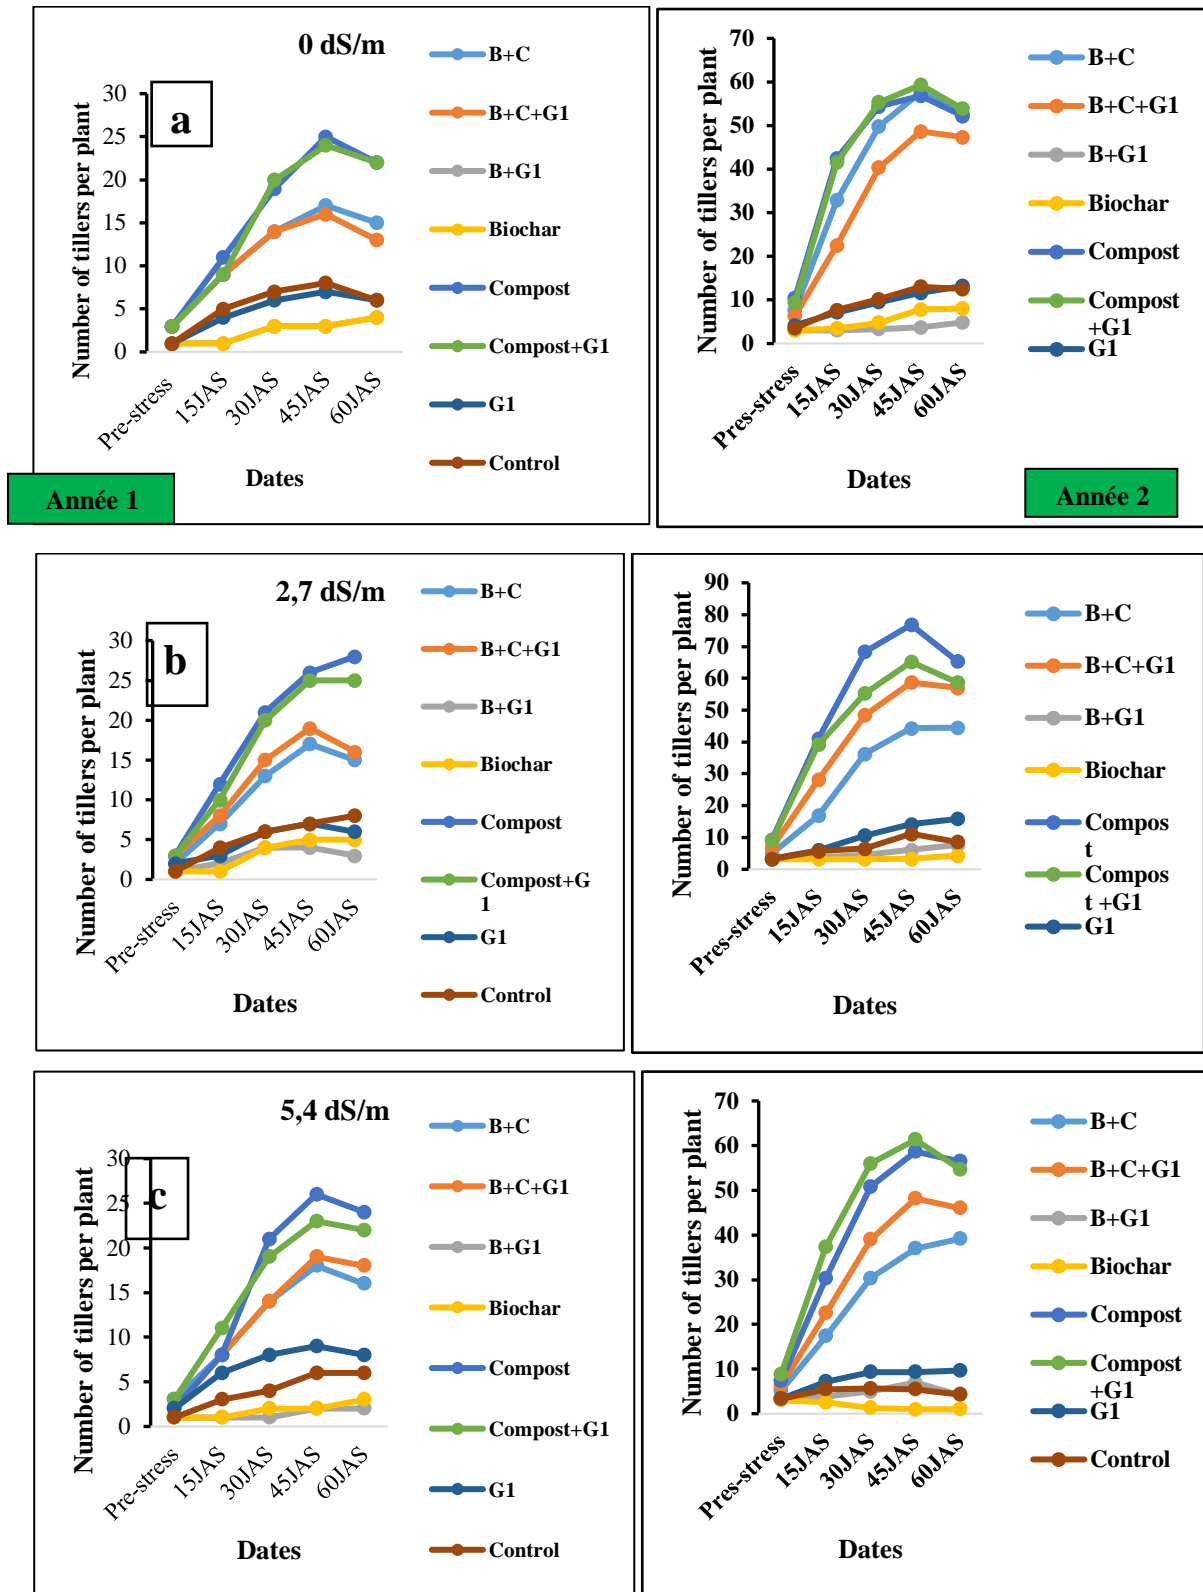 0 dS/m
a
Number of tillers per plant
30
25
20
15
10
5
0
Pre-stress
15JAS
30JAS
45JAS
60JAS
Dates
B+C
B+C+G1
B+G1
Biochar
Compost
Compost+G1
G1
Control
Année 1
Number of tillers per plant
70
60
50
40
30
20
10
0
Pres-stress
15JAS
30JAS
45JAS
60JAS
Dates
B+C
B+C+G1
B+G1
Biochar
Compost
Compost
+G1
G1
Année 2
2,7 dS/m
b
Number of tillers per plant
30
25
20
15
10
5
0
Pre-stress
15JAS
30JAS
45JAS
60JAS
Dates
B+C
B+C+G1
B+G1
Biochar
Compost
Compost+G
1
G1
Control
Number of tillers per plant
90
80
70
60
50
40
30
20
10
0
Pres-stress
15JAS
30JAS
45JAS
60JAS
Dates
B+C
B+C+G1
B+G1
Biochar
Compos
t
Compos
t +G1
G1
5,4 dS/m
c
Number of tillers per plant
30
25
20
15
10
5
0
Pre-stress
15JAS
30JAS
45JAS
60JAS
Dates
B+C
B+C+G1
B+G1
Biochar
Compost
Compost+G1
G1
Control
Number of tillers per plant
70
60
50
40
30
20
10
0
Pres-stress
15JAS
30JAS
45JAS
60JAS
Dates
B+C
B+C+G1
B+G1
Biochar
Compost
Compost
+G1
G1
Control